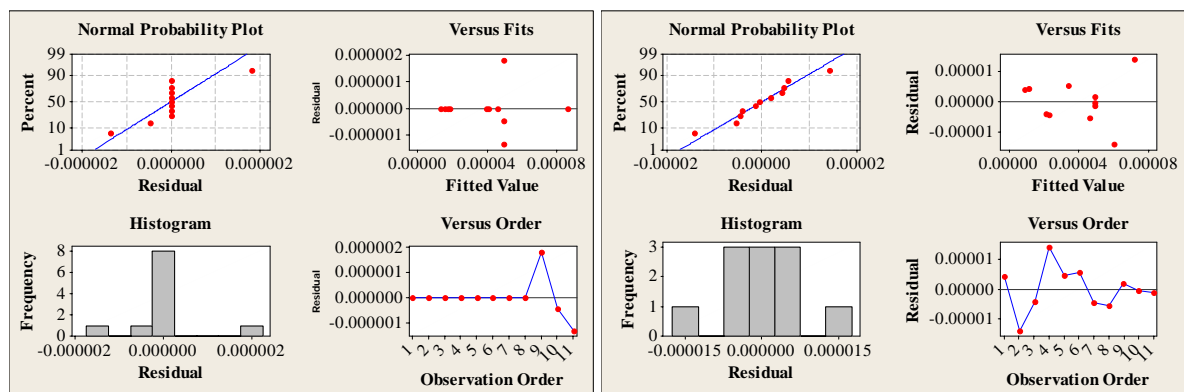 Normal Probability Plot
99
90
50
10
1
Percent
-0.000002 0.000000 0.000002
Residual
Versus Fits
0.000002
0.000001
0.000000
-0.000001
Residual
0.00000 0.00004 0.00008
Fitted Value
Histogram
8
6
4
2
0
Frequency
-0.000002 0.000000 0.000002
Residual
Versus Order
0.000002
0.000001
0.000000
-0.000001
Residual
1 2 3 4 5 6 7 8 9 10 11
Observation Order
Normal Probability Plot
99
90
50
10
1
Percent
-0.00002 -0.00001 0.00000 0.00001 0.00002
Residual
Versus Fits
0.00001
0.00000
-0.00001
Residual
0.00000 0.00004 0.00008
Fitted Value
Histogram
3
2
1
0
Frequency
-0.000015 0.000000 0.000015
Residual
Versus Order
0.00001
0.00000
-0.00001
Residual
1 2 3 4 5 6 7 8 9 10 11
Observation Order